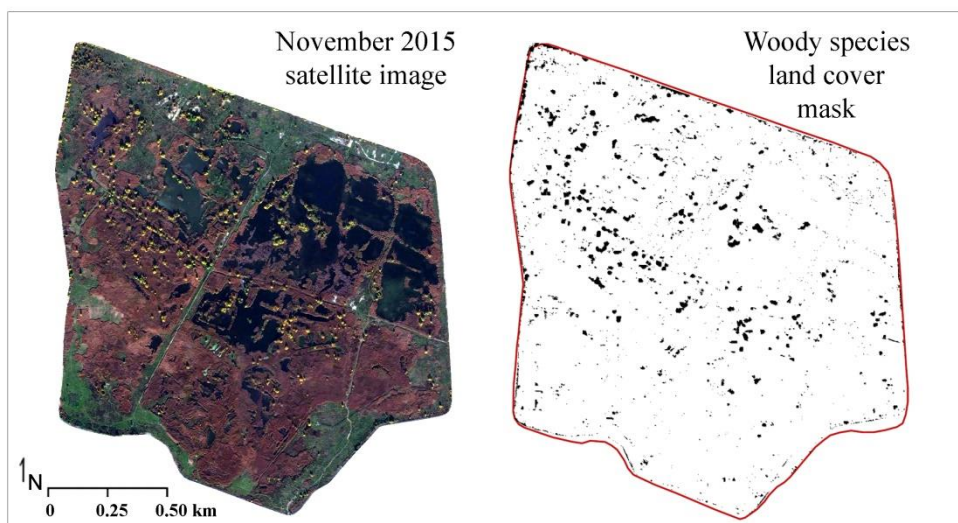 November 2015
satellite image
Woody species
land cover
mask
N
0 0.25 0.50 km